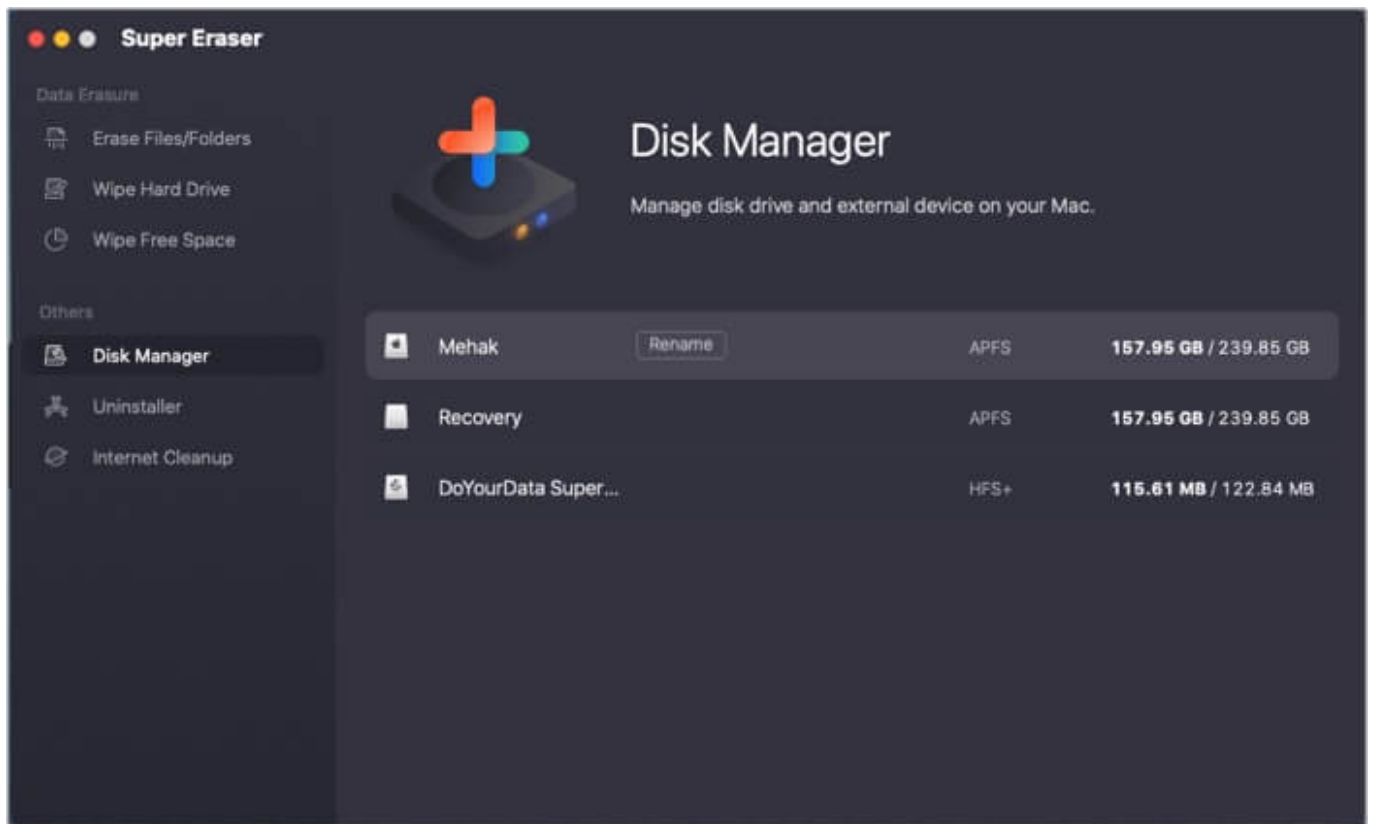 Super Eraser
Data Erasure
Erase Files/Folders
Wipe Hard Drive
Wipe Free Space
Others
Disk Manager
Uninstaller
Internet Cleanup
Disk Manager
Manage disk drive and external device on your Mac.
Mehak Rename APFS 157.95 GB / 239.85 GB
Recovery APFS 157.95 GB / 239.85 GB
DoYourData Super... HFS+ 115.61 MB / 122.84 MB